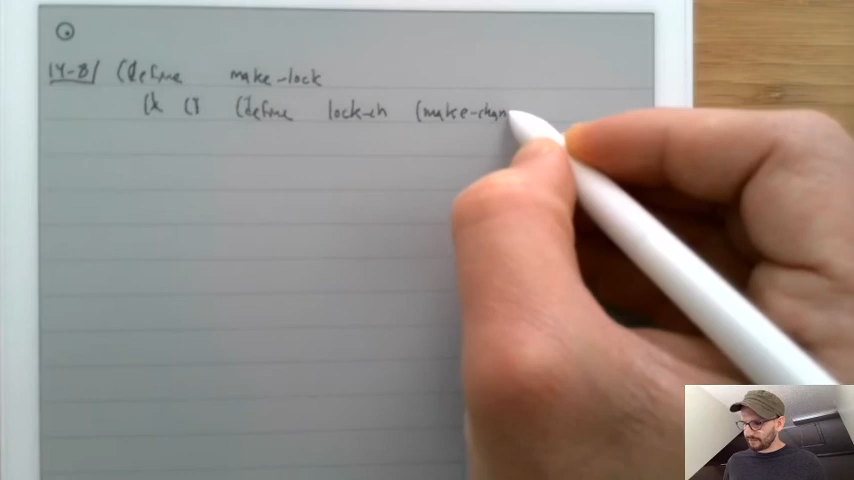 14-8/ (define make-lock
(λ () (define lock-ch (make-chan